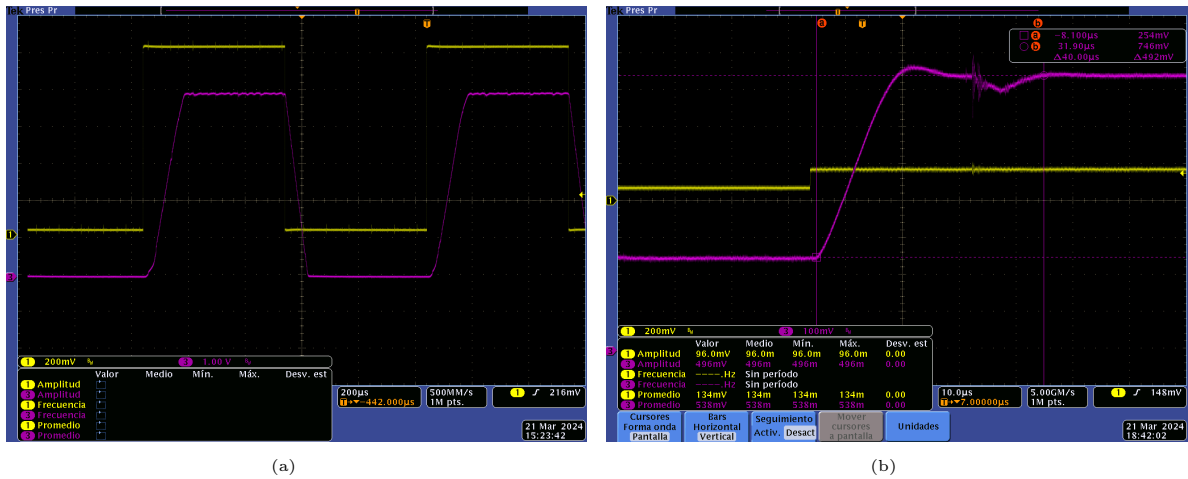 Tek Pres Pr
T
1
3
1 200mV
3 1.00 V
Valor Medio Mín. Máx. Desv. est
1 Amplitud
3 Amplitud
1 Frecuencia
3 Frecuencia
1 Promedio
3 Promedio
200µs
T→▼−442.000µs
500MM/s
1M pts.
1 216mV
21 Mar 2024
15:23:42
(a)
Tek Pres Pr
a T b
a −8.100µs 254mV
b 31.90µs 746mV
Δ40.00µs Δ492mV
1
3
1 200mV
3 100mV
Valor Medio Mín. Máx. Desv. est
1 Amplitud 96.0mV 96.0m 96.0m 96.0m 0.00
3 Amplitud 496mV 496m 496m 496m 0.00
1 Frecuencia ----.Hz Sin período
3 Frecuencia ----.Hz Sin período
1 Promedio 134mV 134m 134m 134m 0.00
3 Promedio 538mV 538m 538m 538m 0.00
10.0µs
T→▼7.00000µs
5.00GM/s
1M pts.
1 148mV
Cursores
Forma onda
Pantalla
Bars
Horizontal
Vertical
Seguimiento
Activ. Desact
Mover
cursores
a pantalla
Unidades
21 Mar 2024
18:42:02
(b)